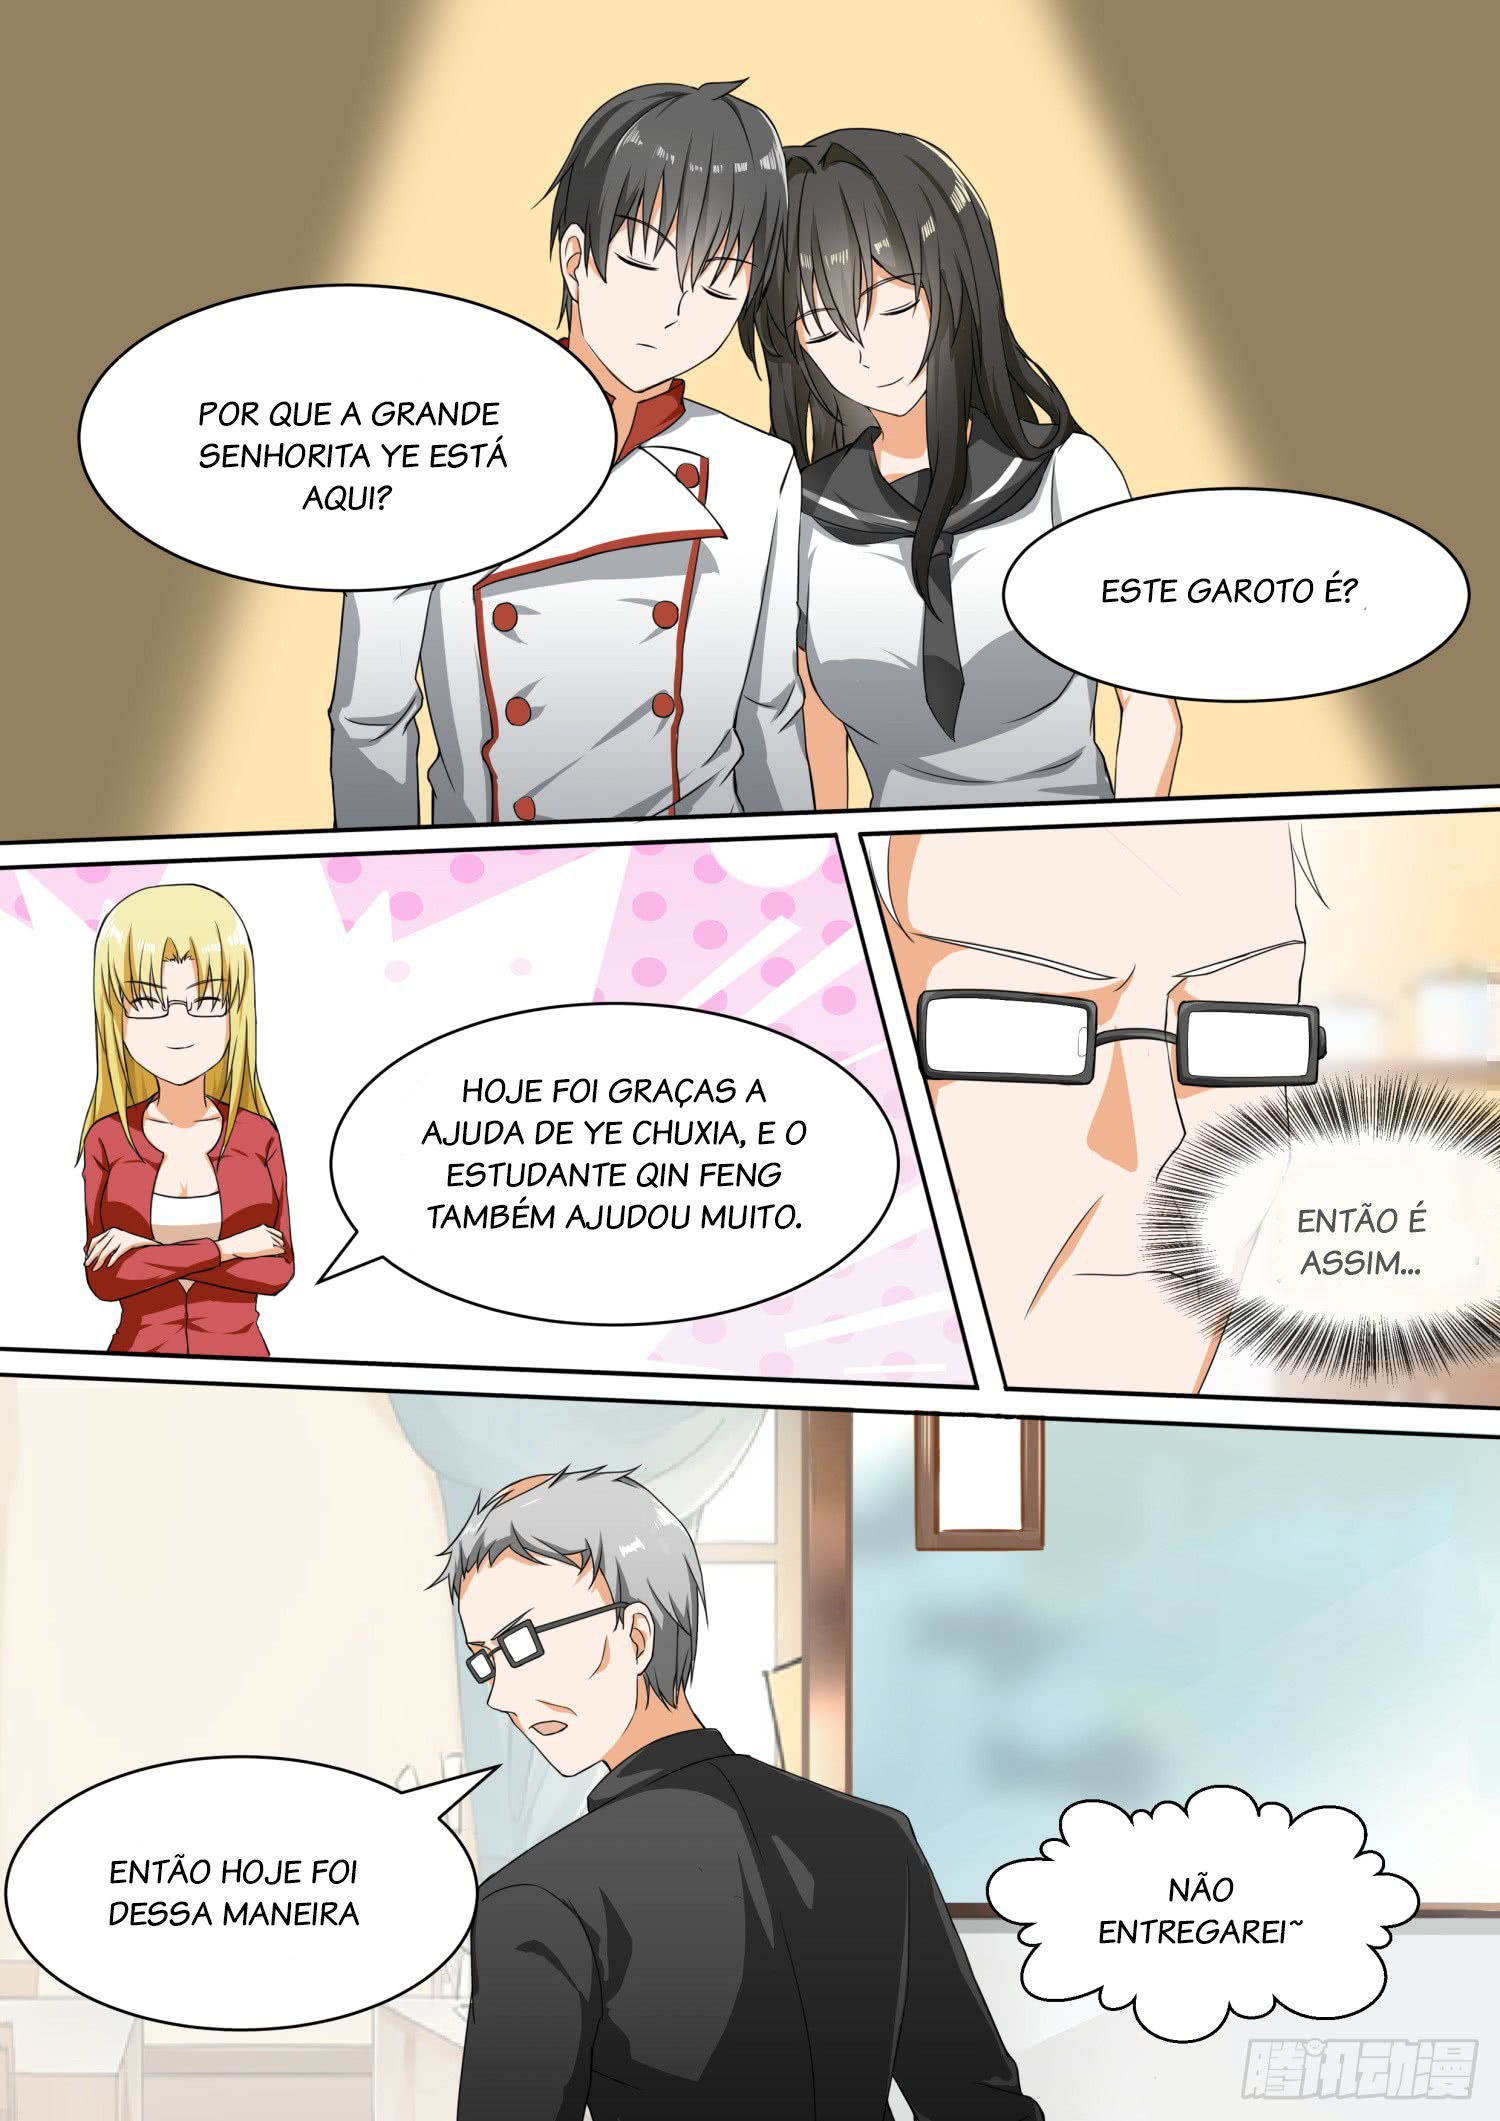 POR QUE A GRANDE
SENHORITA YE ESTÁ
AQUI?
ESTE GAROTO É?
HOJE FOI GRAÇAS A
AJUDA DE YE CHUXIA, E O
ESTUDANTE QIN FENG
TAMBÉM AJUDOU MUITO.
ENTÃO É
ASSIM...
ENTÃO HOJE FOI
DESSA MANEIRA
NÃO
ENTREGAREI~
腾讯动漫